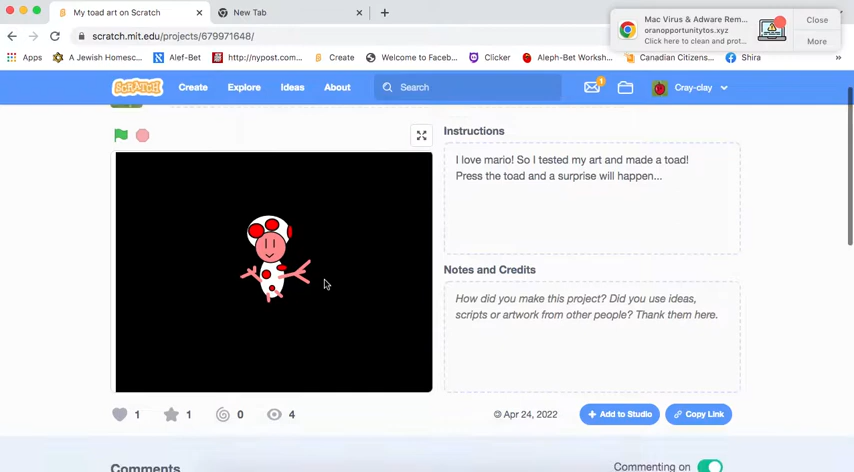 My toad art on Scratch
New Tab
scratch.mit.edu/projects/679971648/
Mac Virus & Adware Rem...
oranopportunitytos.xyz
Click here to clean and prot...
Close
More
Apps
A Jewish Homesc...
Alef-Bet
http://nypost.com...
Create
Welcome to Faceb...
Clicker
Aleph-Bet Worksh...
Canadian Citizens...
Shira
»
SCRATCH
Create
Explore
Ideas
About
Search
1
Cray-clay
Instructions
I love mario! So I tested my art and made a toad!
Press the toad and a surprise will happen...
Notes and Credits
How did you make this project? Did you use ideas,
scripts or artwork from other people? Thank them here.
1
1
0
4
© Apr 24, 2022
+ Add to Studio
Copy Link
Comments
Commenting on